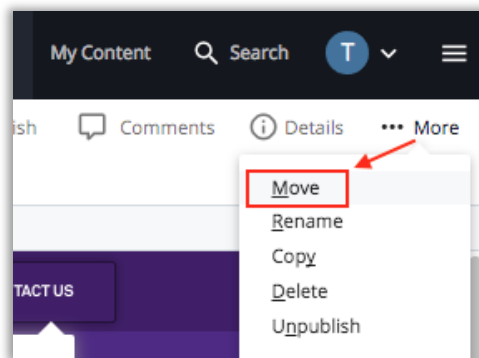 My Content Search T
ish Comments Details ••• More
Move
Rename
Copy
Delete
Unpublish
TACT US